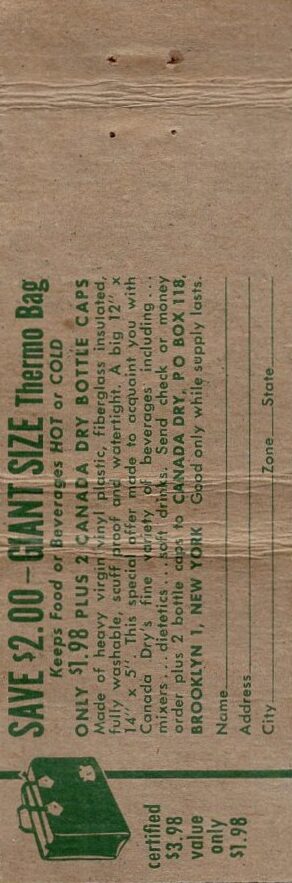 SAVE $2.00-GIANT SIZE Thermo Bag
Keeps Food or Beverages HOT or COLD
ONLY $1.98 PLUS 2 CANADA DRY BOTTLE CAPS
Made of heavy virgin vinyl plastic, fiberglass insulated,
fully washable, scuff proof and watertight. A big 12" x
14" x 5". This special offer made to acquaint you with
Canada Dry's fine variety of beverages including...
mixers...dietetics...soft drinks. Send check or money
order plus 2 bottle caps to CANADA DRY, P O BOX 118,
BROOKLYN 1, NEW YORK Good only while supply lasts.
Name
Address
City Zone State
certified
$3.98
value
only
$1.98